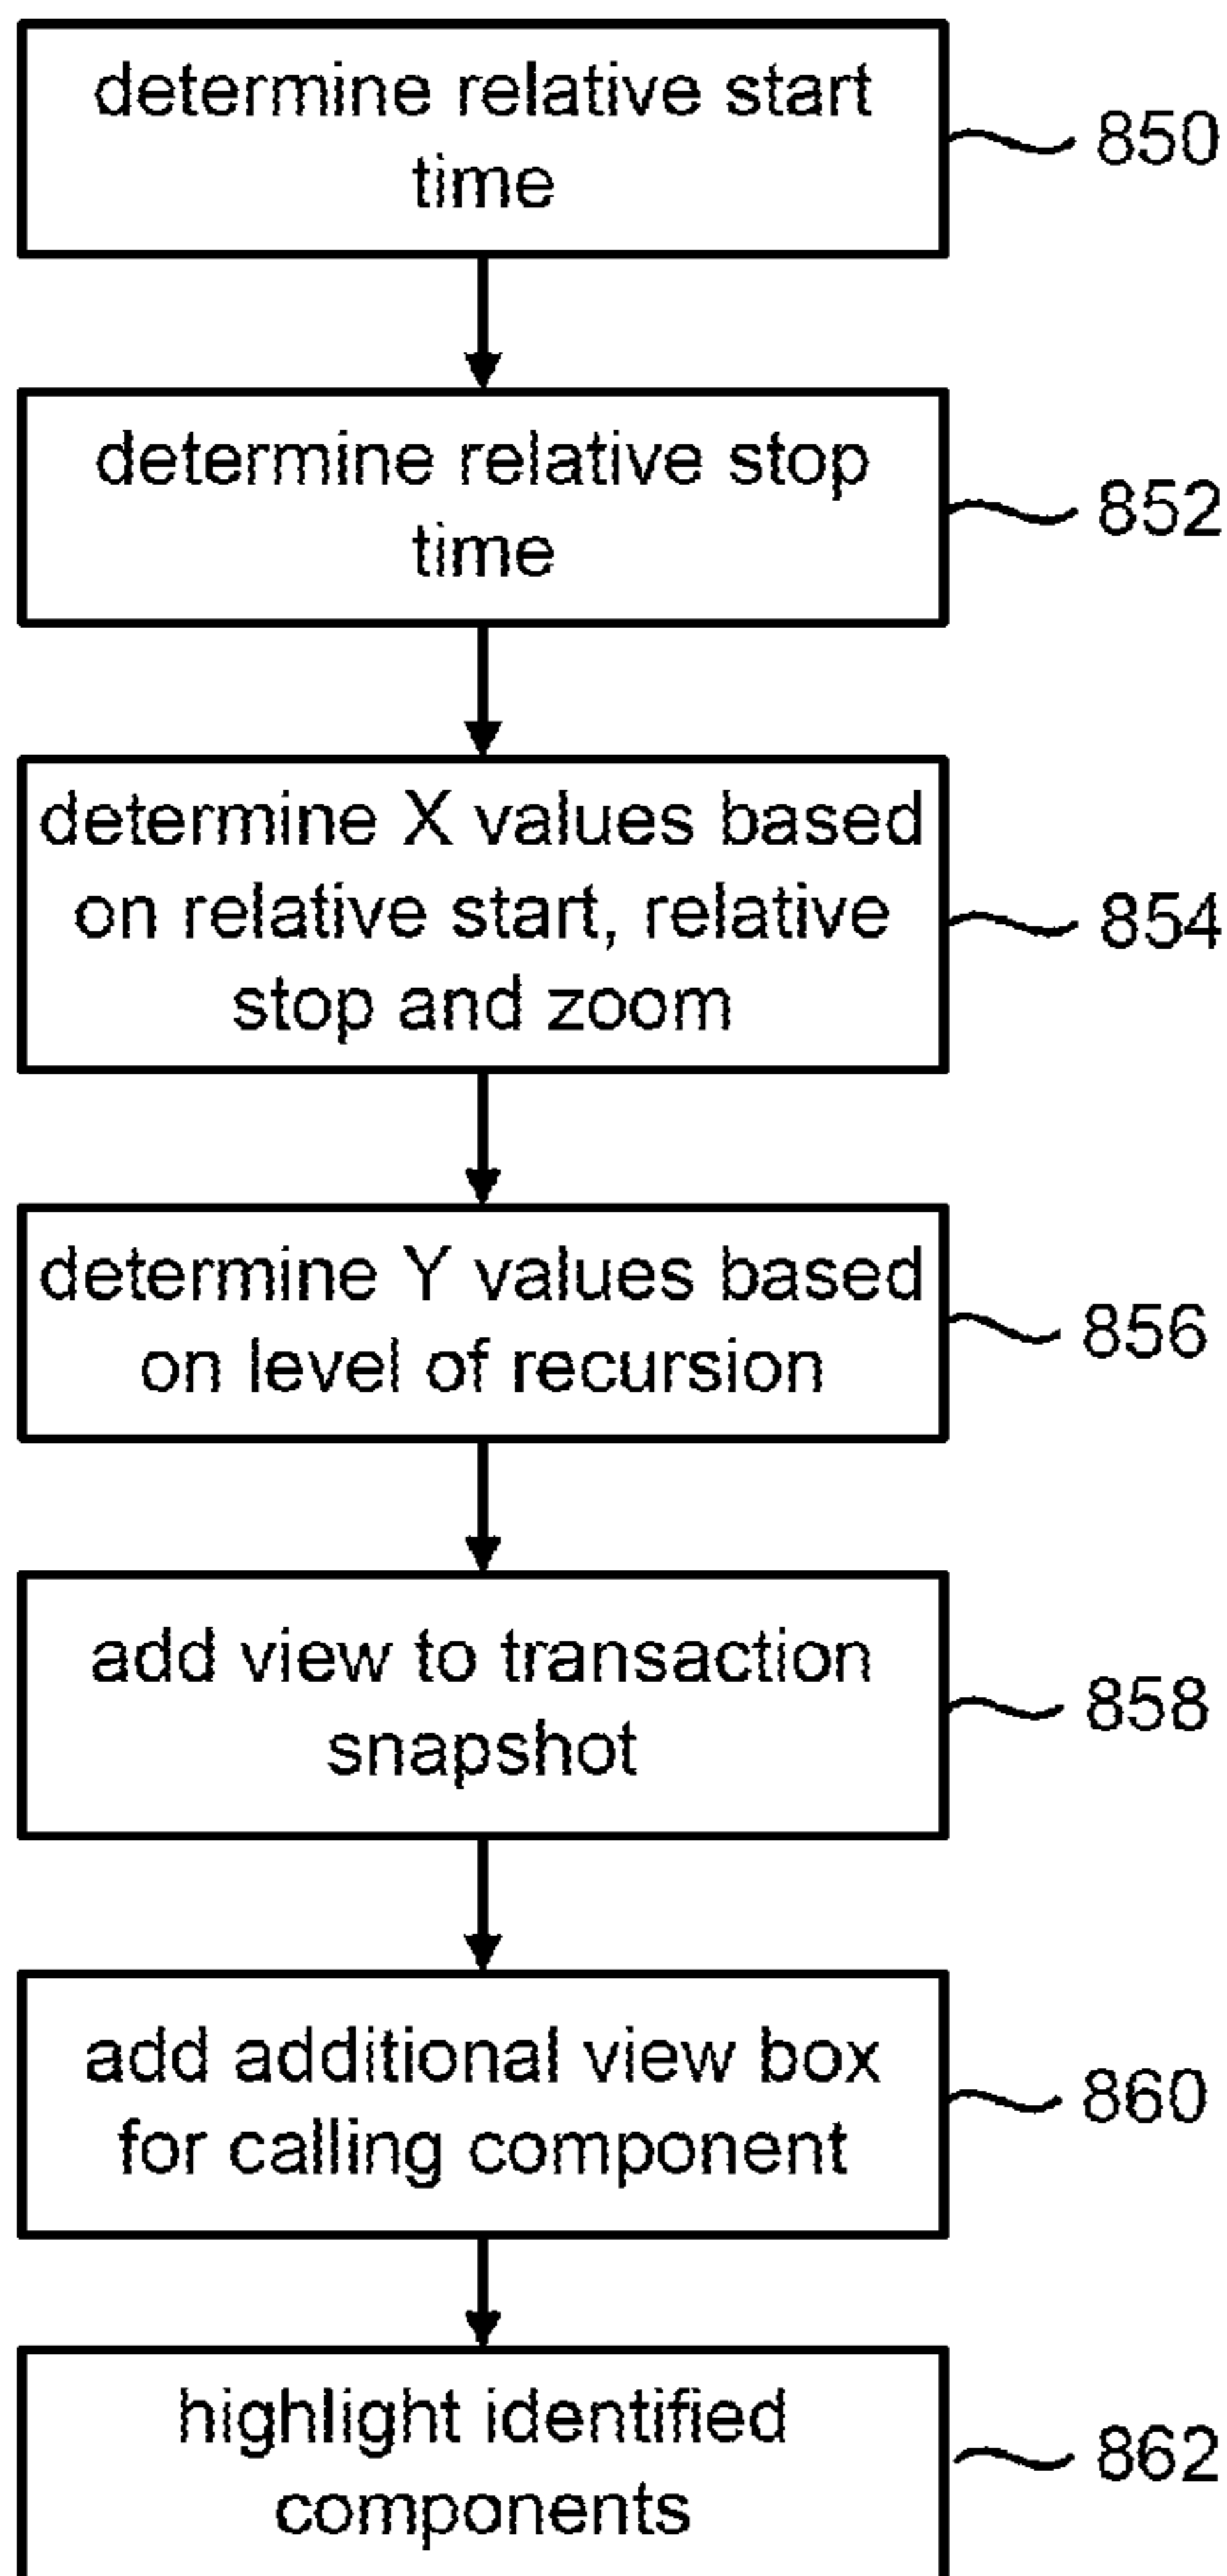 determine relative start
time
850
determine relative stop
time
852
determine X values based
on relative start, relative
stop and zoom
854
determine Y values based
on level of recursion
856
add view to transaction
snapshot
858
add additional view box
for calling component
860
highlight identified
components
862